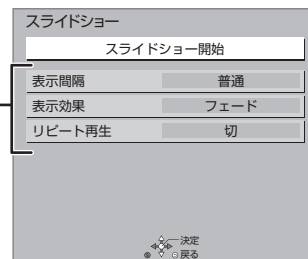 スライドショー
スライドショー開始
表示間隔 普通
表示効果 フェード
リピート再生 切
決定
戻る